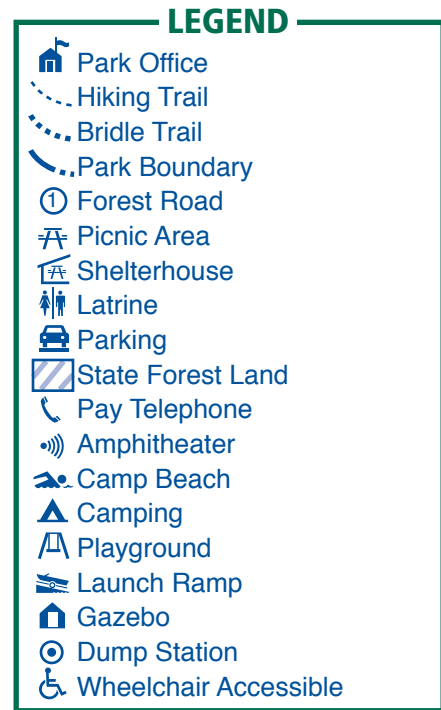 LEGEND
Park Office
Hiking Trail
Bridle Trail
Park Boundary
1 Forest Road
Picnic Area
Shelterhouse
Latrine
Parking
State Forest Land
Pay Telephone
Amphitheater
Camp Beach
Camping
Playground
Launch Ramp
Gazebo
Dump Station
Wheelchair Accessible